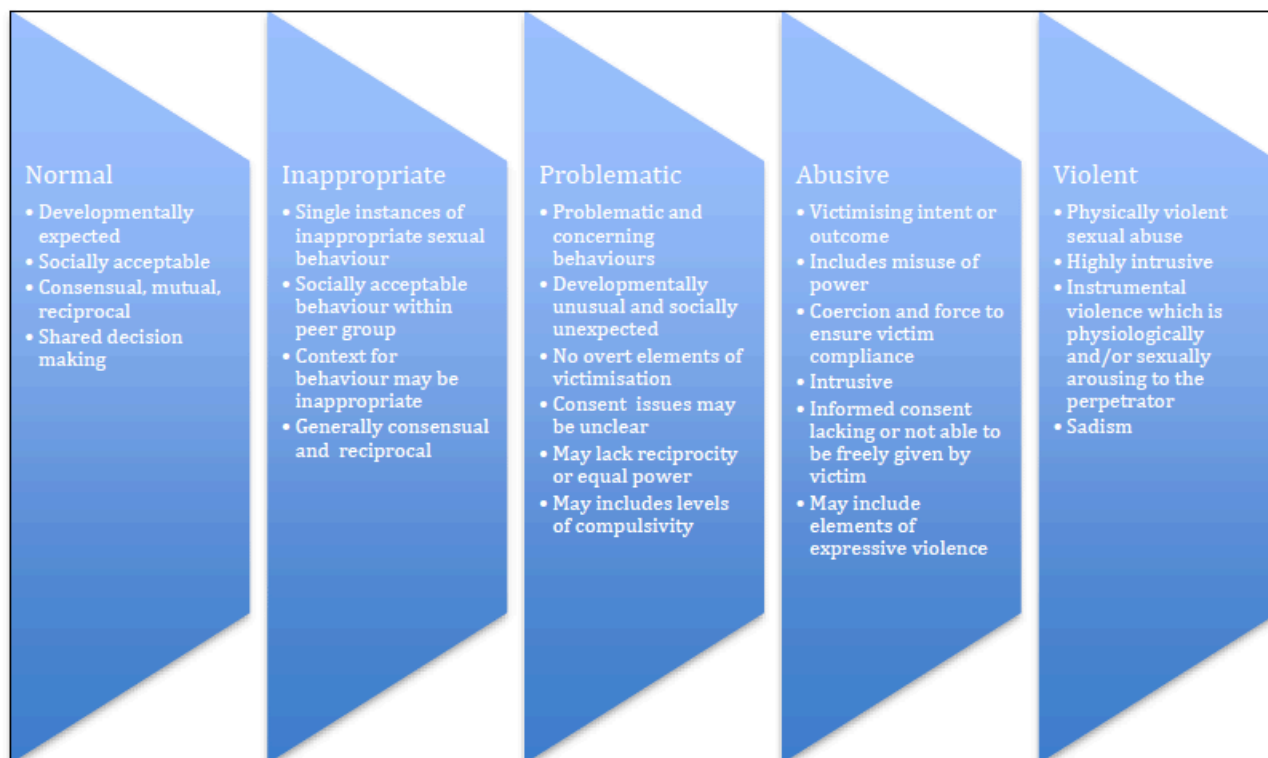 Normal
• Developmentally
expected
• Socially acceptable
• Consensual, mutual,
reciprocal
• Shared decision
making
Inappropriate
• Single instances of
inappropriate sexual
behaviour
• Socially acceptable
behaviour within
peer group
• Context for
behaviour may be
inappropriate
• Generally consensual
and reciprocal
Problematic
• Problematic and
concerning
behaviours
• Developmentally
unusual and socially
unexpected
• No overt elements of
victimisation
• Consent issues may
be unclear
• May lack reciprocity
or equal power
• May includes levels
of compulsivity
Abusive
• Victimising intent or
outcome
• Includes misuse of
power
• Coercion and force to
ensure victim
compliance
• Intrusive
• Informed consent
lacking or not able to
be freely given by
victim
• May include
elements of
expressive violence
Violent
• Physically violent
sexual abuse
• Highly intrusive
• Instrumental
violence which is
physiologically
and/or sexually
arousing to the
perpetrator
• Sadism